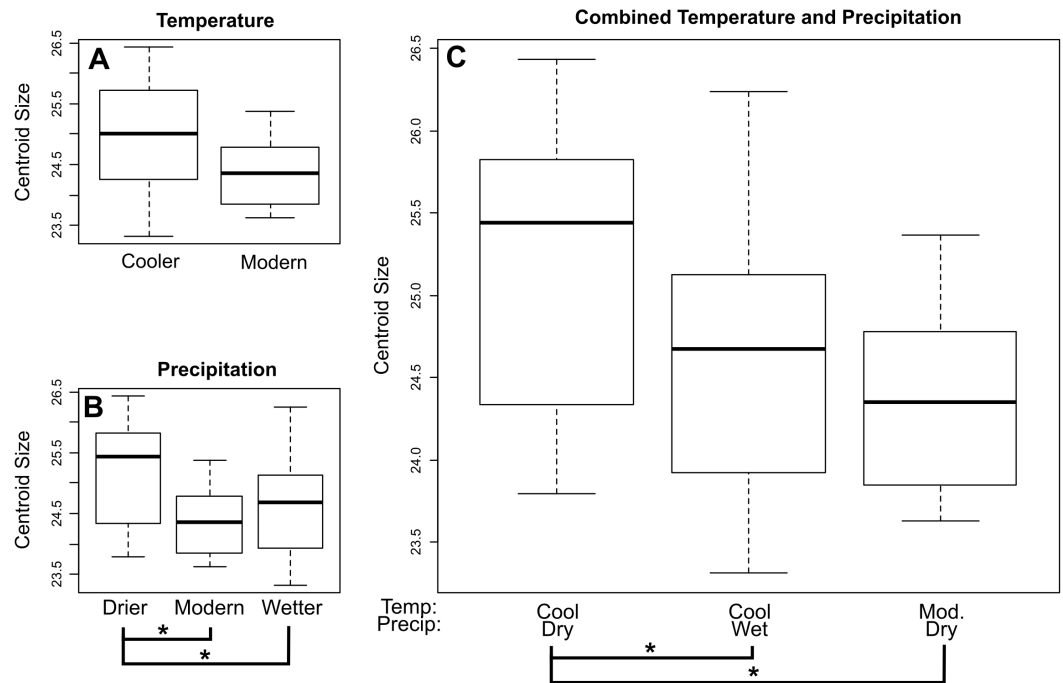 Temperature
A
Centroid Size
26.5
25.5
24.5
23.5
Cooler Modern
Precipitation
B
Centroid Size
26.5
25.5
24.5
23.5
Drier Modern Wetter
*
*
Combined Temperature and Precipitation
C
Centroid Size
26.5
26.0
25.5
25.0
24.5
24.0
23.5
Temp: Cool Cool Mod.
Precip: Dry Wet Dry
*
*